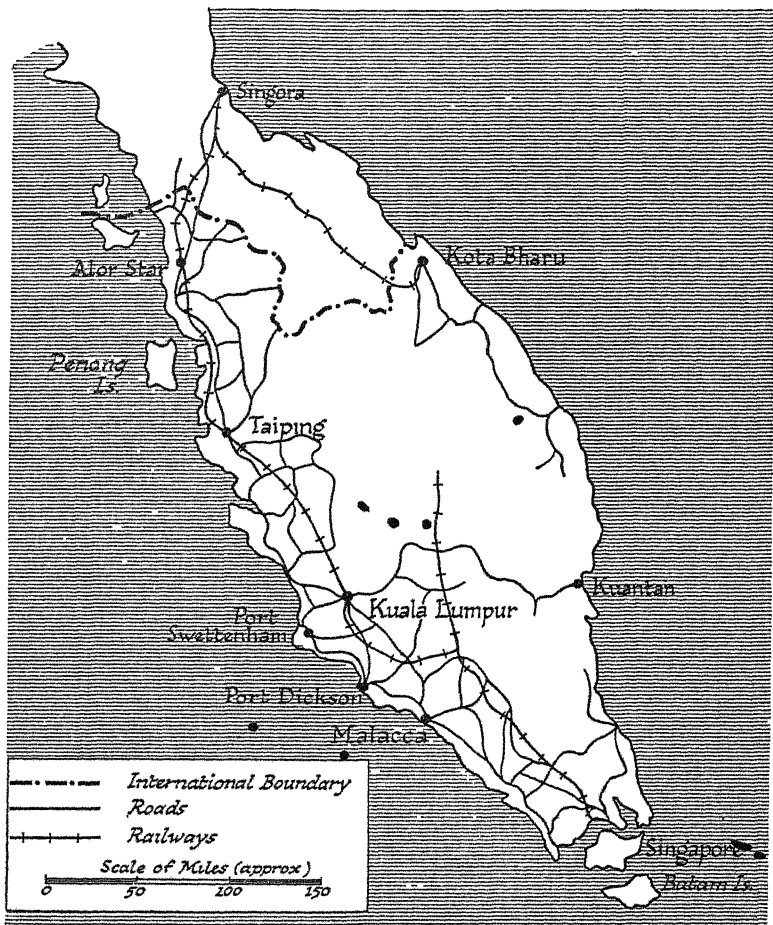 Singora
Kota Bharu
Alor Star
Penang
Is.
Taiping
Kuantan
Kuala Lumpur
Port
Swettenham
Port Dickson
Malacca
International Boundary
Roads
Railways
Scale of Miles (approx)
0 50 100 150
Singapore
Batam Is.